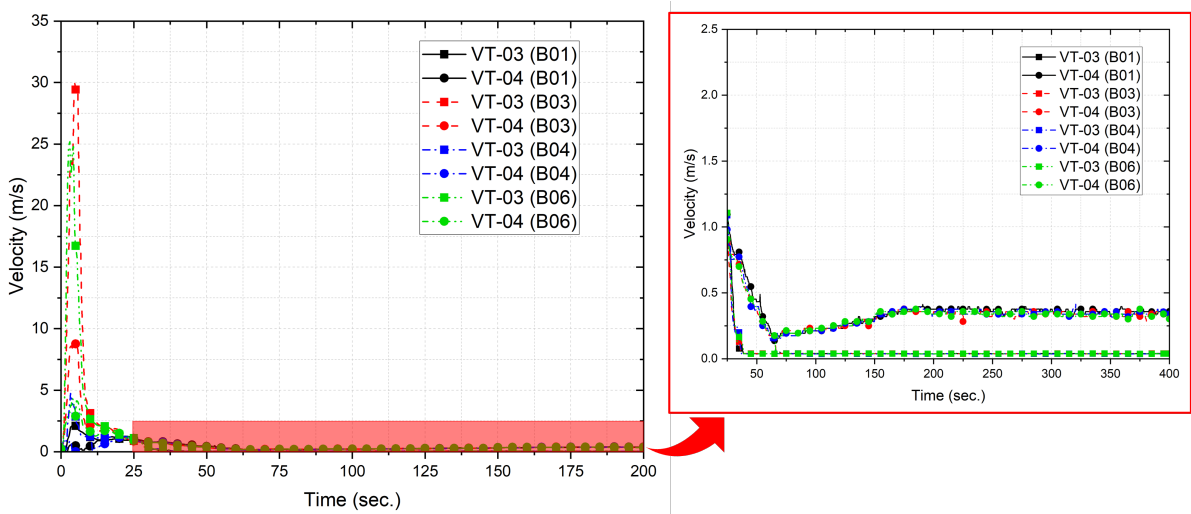 35
30
25
20
15
10
5
0
Velocity (m/s)
VT-03 (B01)
VT-04 (B01)
VT-03 (B03)
VT-04 (B03)
VT-03 (B04)
VT-04 (B04)
VT-03 (B06)
VT-04 (B06)
0 25 50 75 100 125 150 175 200
Time (sec.)
2.5
2.0
1.5
1.0
0.5
0.0
Velocity (m/s)
VT-03 (B01)
VT-04 (B01)
VT-03 (B03)
VT-04 (B03)
VT-03 (B04)
VT-04 (B04)
VT-03 (B06)
VT-04 (B06)
50 100 150 200 250 300 350 400
Time (sec.)